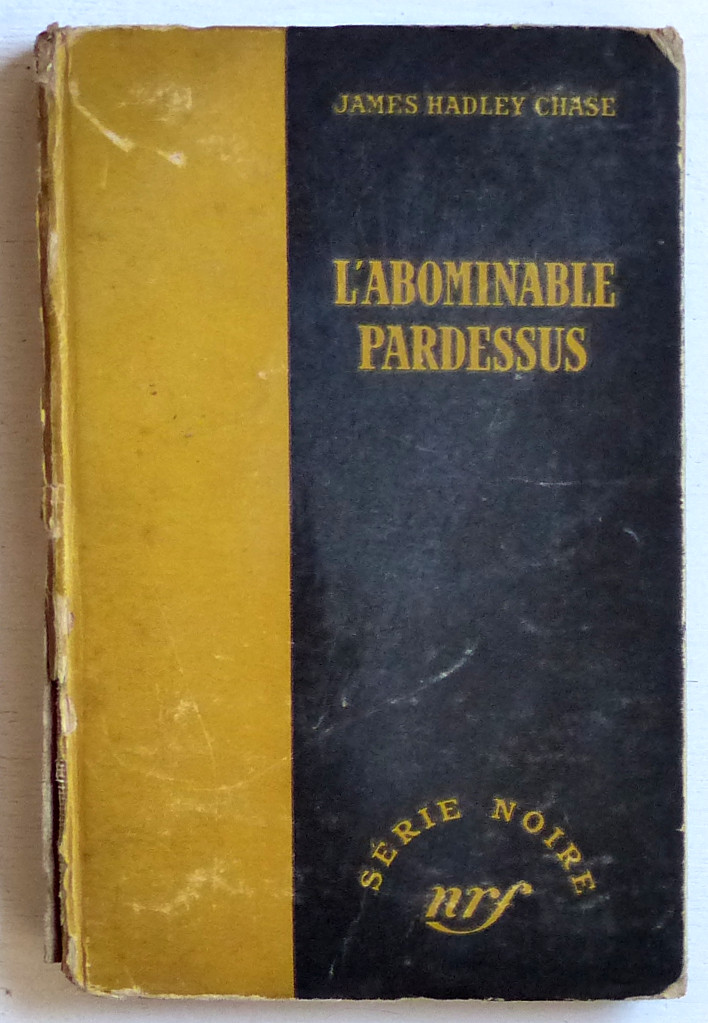 JAMES HADLEY CHASE
L'ABOMINABLE
PARDESSUS
SÉRIE NOIRE
nrf